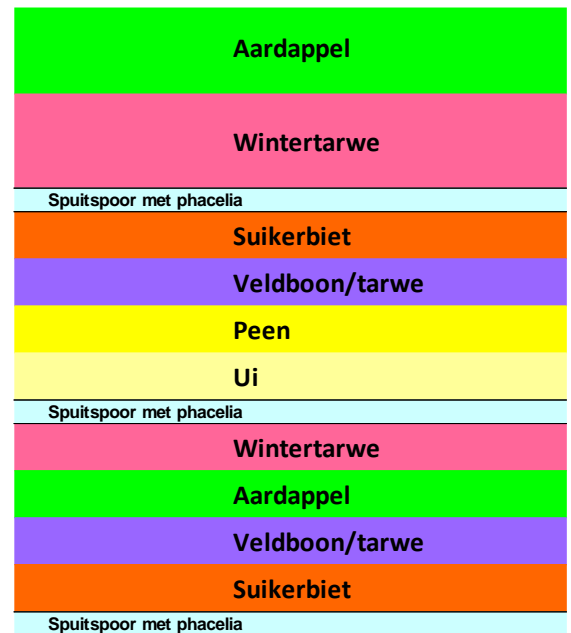 Aardappel
Wintertarwe
Spuitspoor met phacelia
Suikerbiet
Veldboon/tarwe
Peen
Ui
Spuitspoor met phacelia
Wintertarwe
Aardappel
Veldboon/tarwe
Suikerbiet
Spuitspoor met phacelia